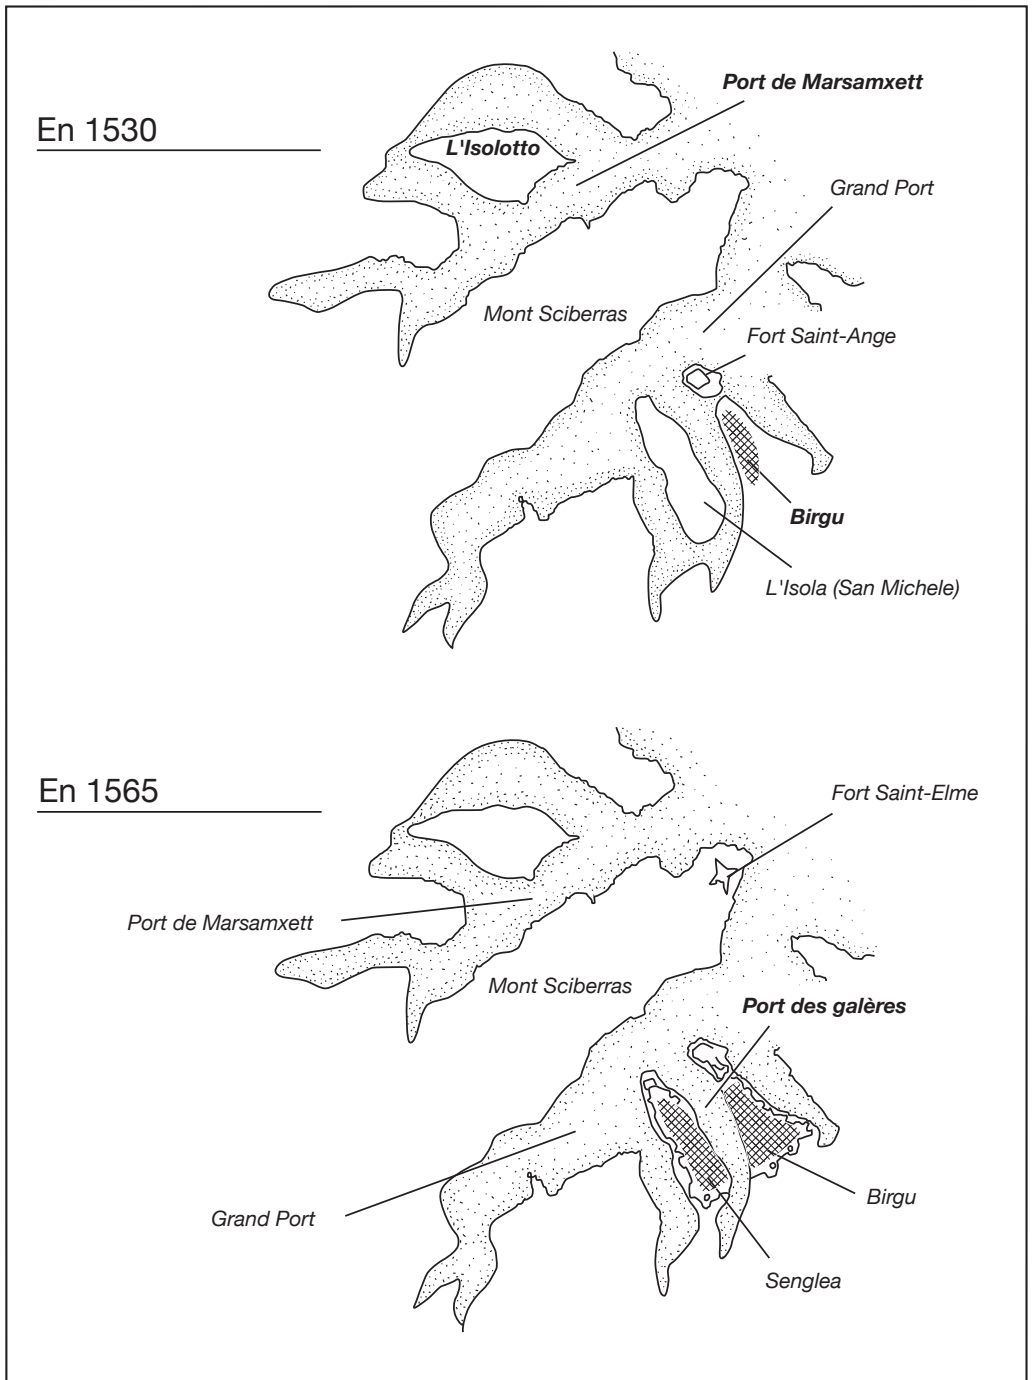 En 1530
Port de Marsamxett
L'Isolotto
Grand Port
Mont Sciberras
Fort Saint-Ange
Birgu
L'Isola (San Michele)
En 1565
Fort Saint-Elme
Port de Marsamxett
Mont Sciberras
Port des galères
Birgu
Grand Port
Senglea